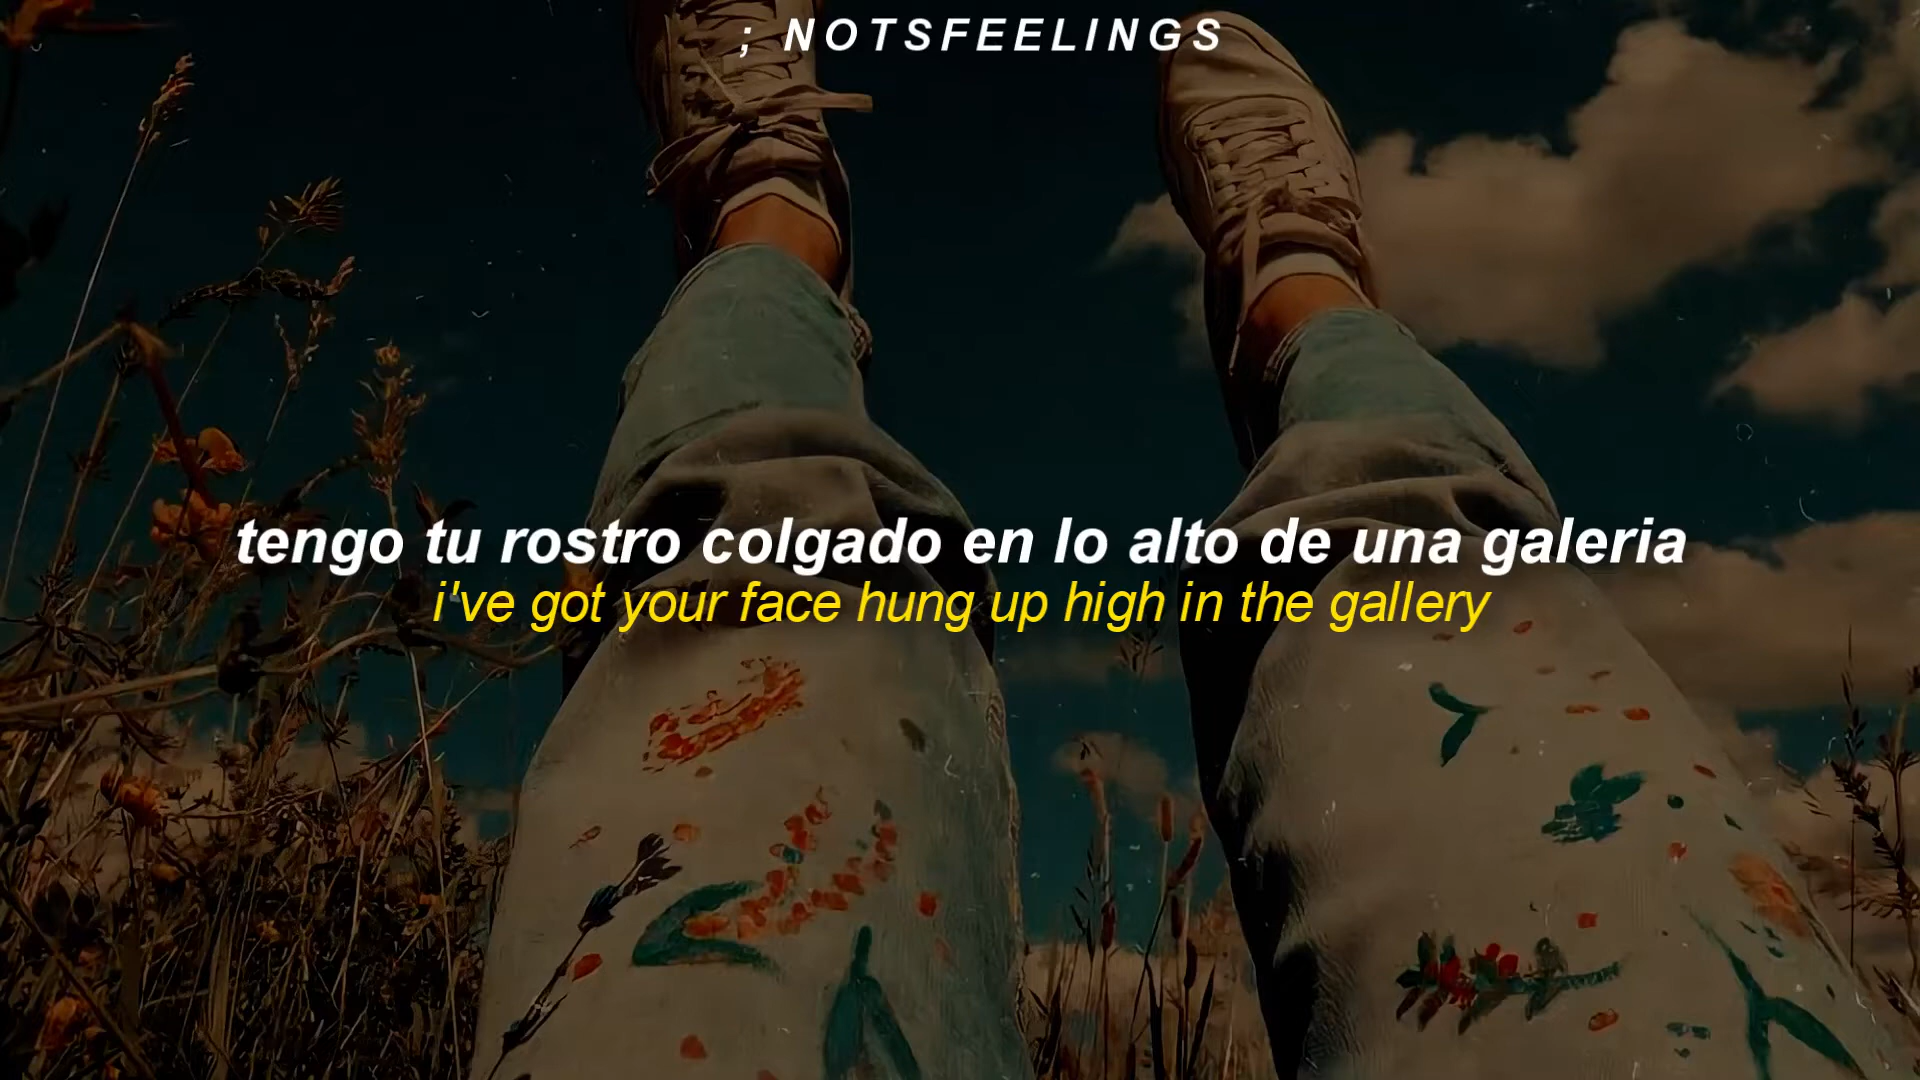 ; NOTSFEELINGS
tengo tu rostro colgado en lo alto de una galeria
i've got your face hung up high in the gallery